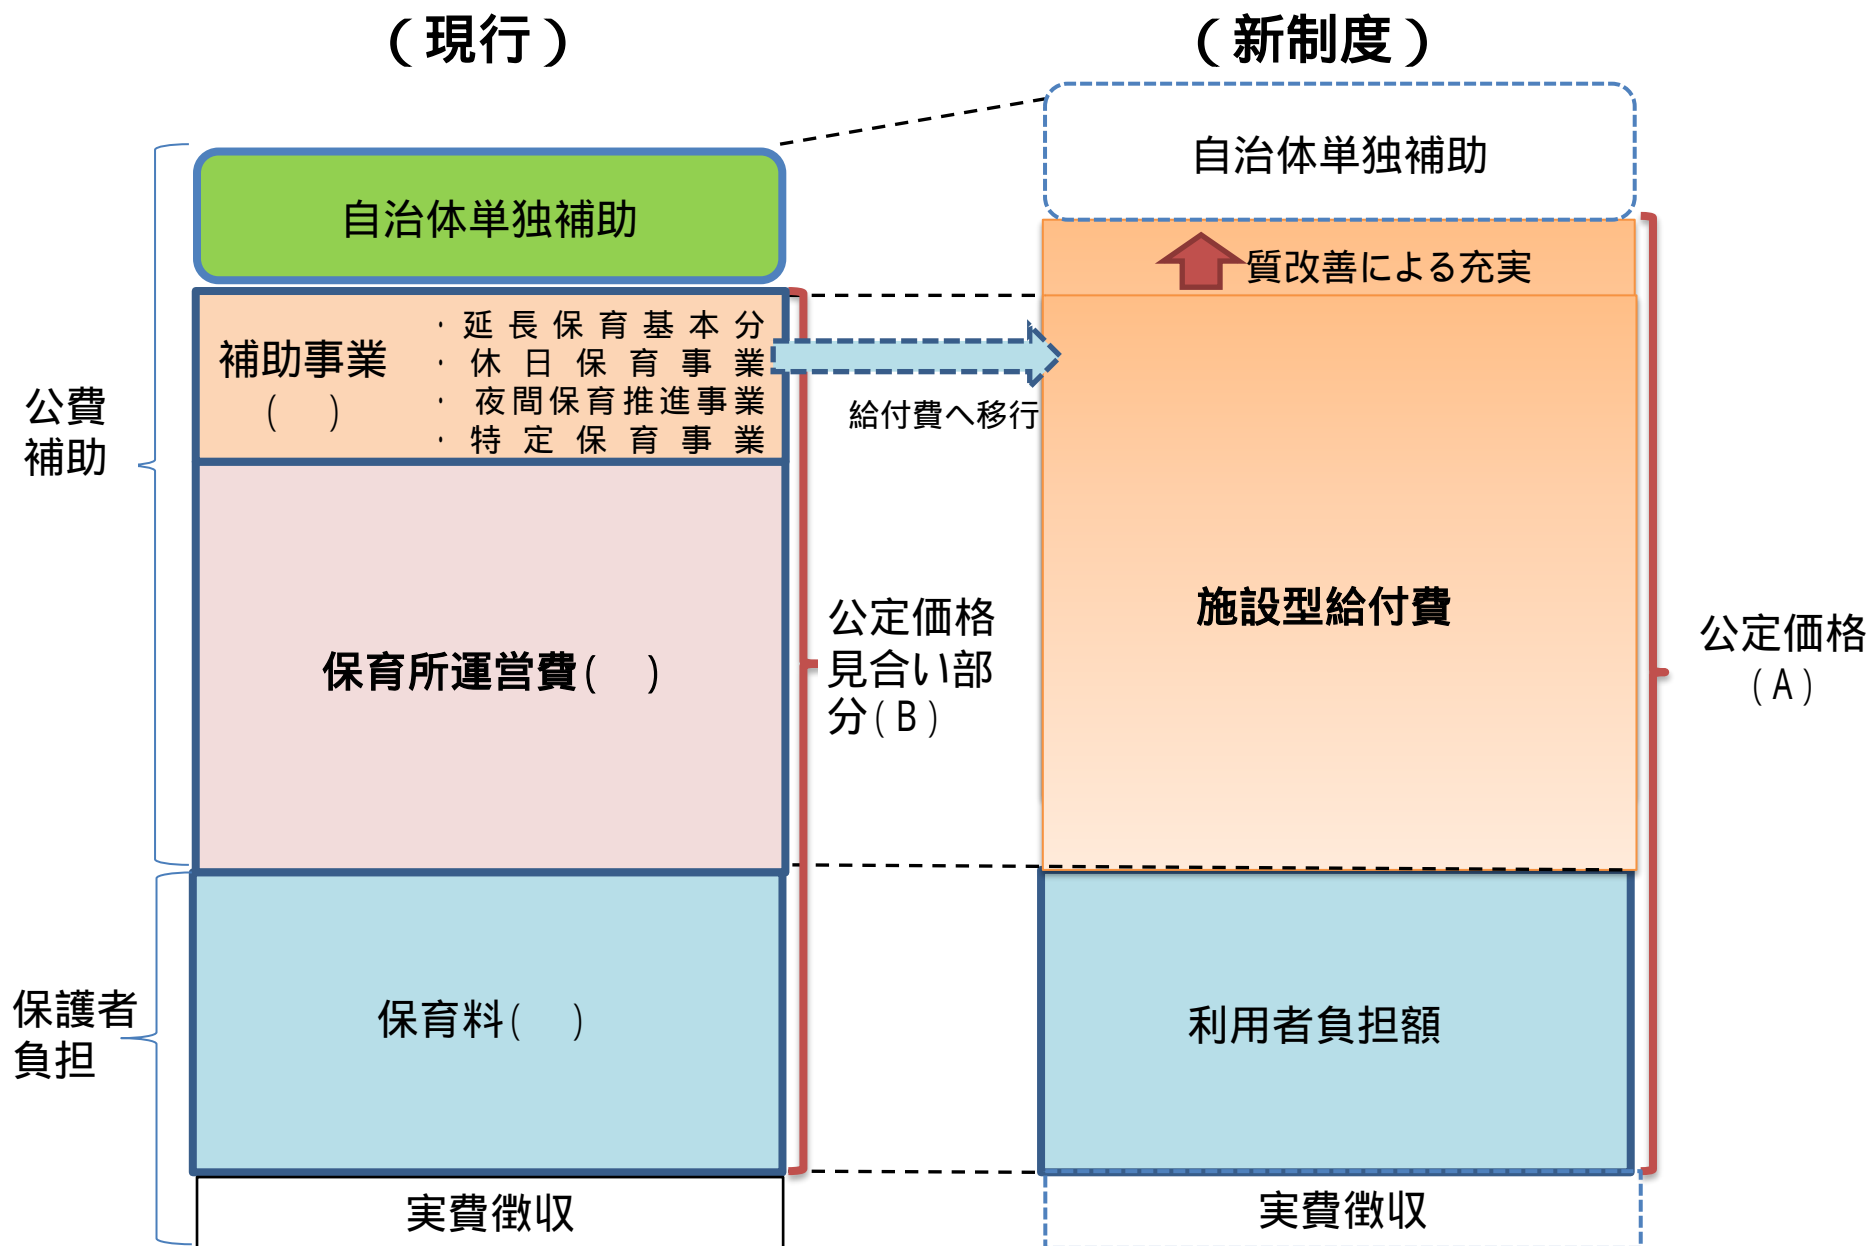 （現行）
（新制度）
自治体単独補助
自治体単独補助
質改善による充実
補助事業
(　)
・延長保育基本分
・休日保育事業
・夜間保育推進事業
・特定保育事業
給付費へ移行
公費
補助
保育所運営費(　)
公定価格
見合い部
分(B)
施設型給付費
公定価格
(A)
保護者
負担
保育料(　)
利用者負担額
実費徴収
実費徴収